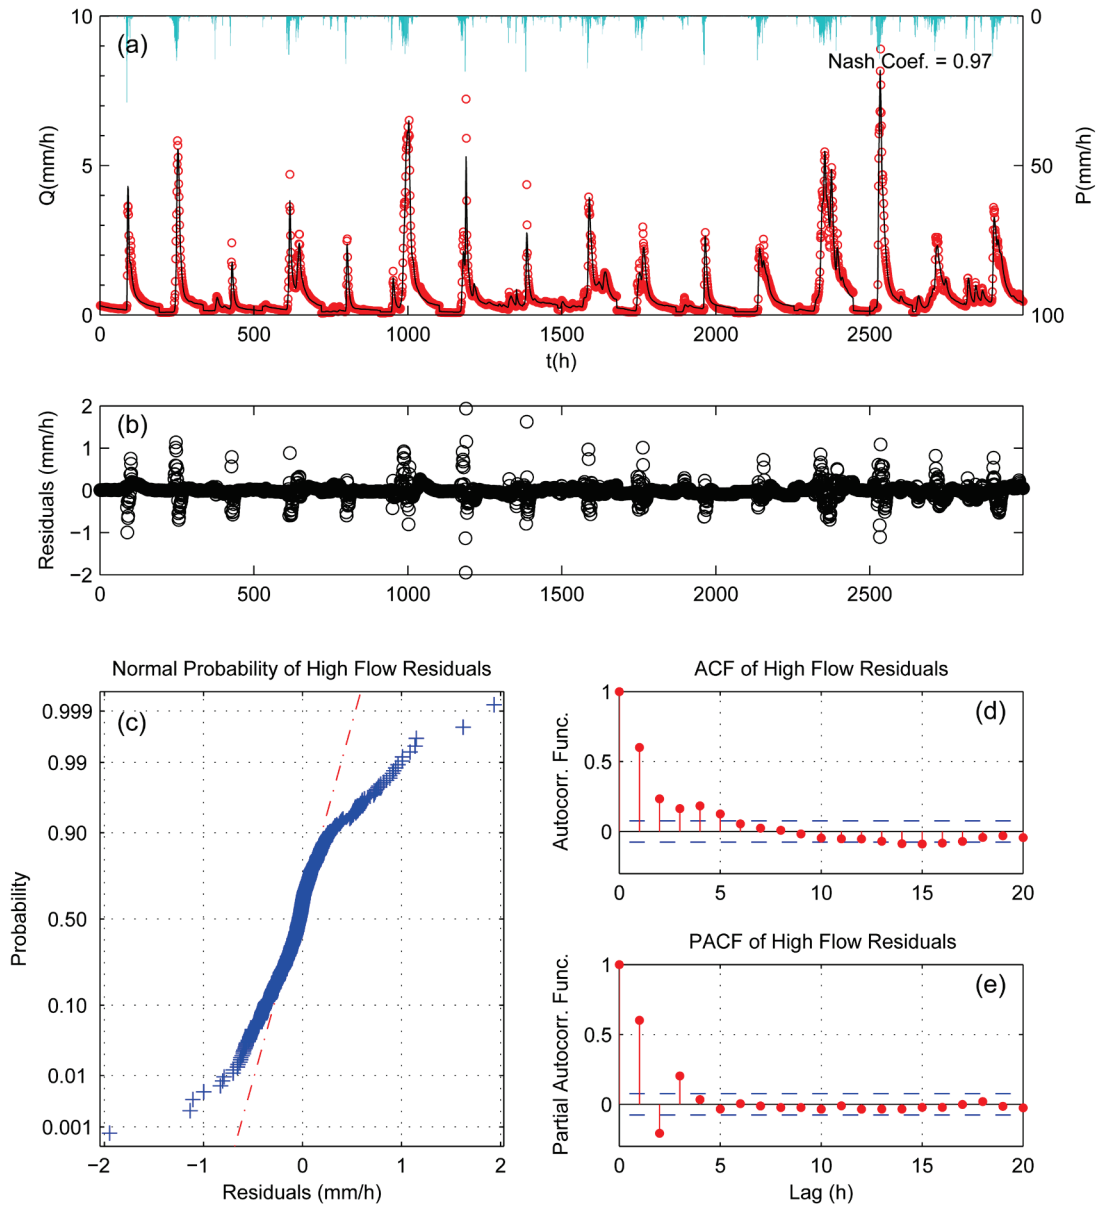 (a)
Nash Coef. = 0.97
Q(mm/h)
P(mm/h)
10
5
0
0
50
100
0 500 1000 1500 2000 2500
t(h)
(b)
Residuals (mm/h)
2
1
0
−1
−2
0 500 1000 1500 2000 2500
Normal Probability of High Flow Residuals
(c)
Probability
0.999
0.99
0.90
0.50
0.10
0.01
0.001
−2 −1 0 1 2
Residuals (mm/h)
ACF of High Flow Residuals
(d)
Autocorr. Func.
1
0.5
0
0 5 10 15 20
PACF of High Flow Residuals
(e)
Partial Autocorr. Func.
1
0.5
0
0 5 10 15 20
Lag (h)